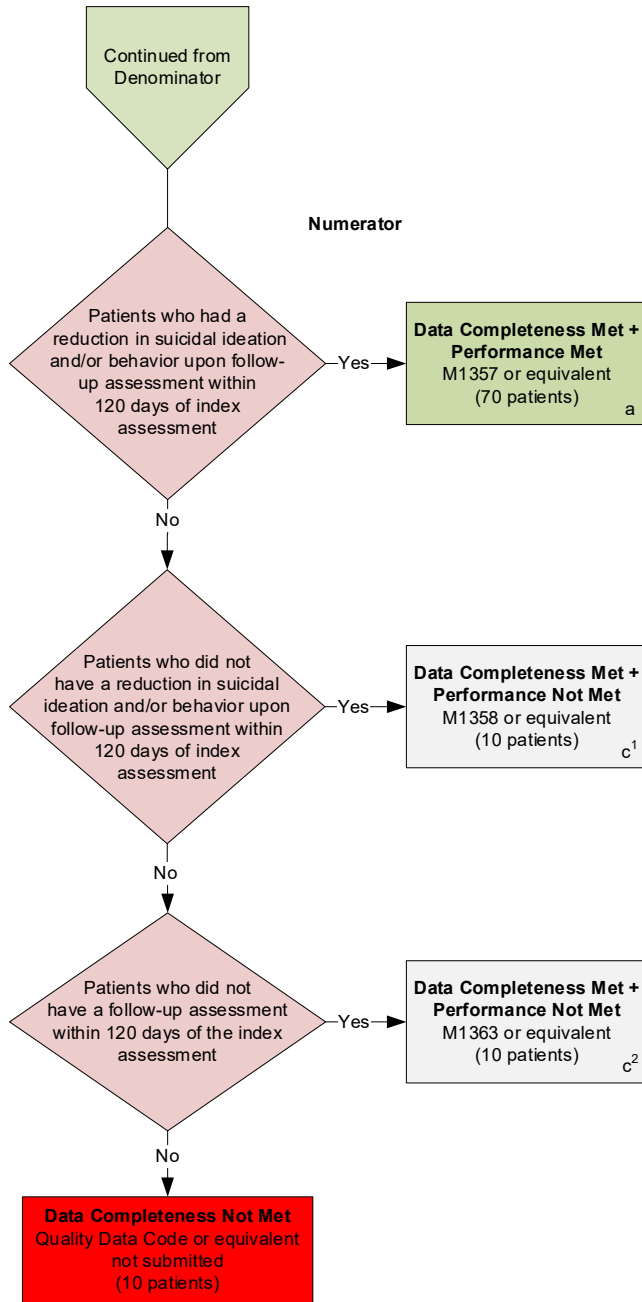 Continued from
Denominator
Numerator
Patients who had a
reduction in suicidal ideation
and/or behavior upon follow-
up assessment within
120 days of index
assessment
Yes
Data Completeness Met +
Performance Met
M1357 or equivalent
(70 patients)
a
No
Patients who did not
have a reduction in suicidal
ideation and/or behavior upon
follow-up assessment within
120 days of index
assessment
Yes
Data Completeness Met +
Performance Not Met
M1358 or equivalent
(10 patients)
c¹
No
Patients who did not
have a follow-up assessment
within 120 days of the index
assessment
Yes
Data Completeness Met +
Performance Not Met
M1363 or equivalent
(10 patients)
c²
No
Data Completeness Not Met
Quality Data Code or equivalent
not submitted
(10 patients)